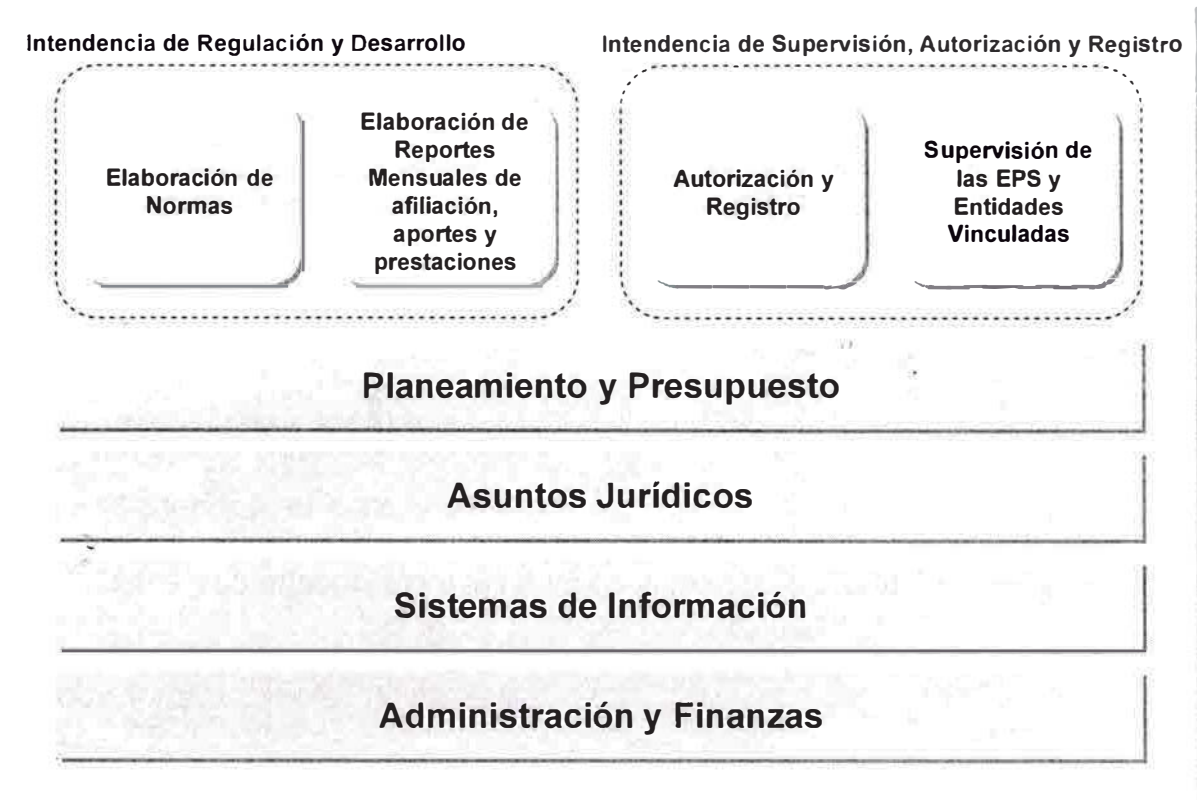 Intendencia de Regulación y Desarrollo
Intendencia de Supervisión, Autorización y Registro
Elaboración de
Normas
Elaboración de
Reportes
Mensuales de
afiliación,
aportes y
prestaciones
Autorización y
Registro
Supervisión de
las EPS y
Entidades
Vinculadas
Planeamiento y Presupuesto
Asuntos Jurídicos
Sistemas de Información
Administración y Finanzas